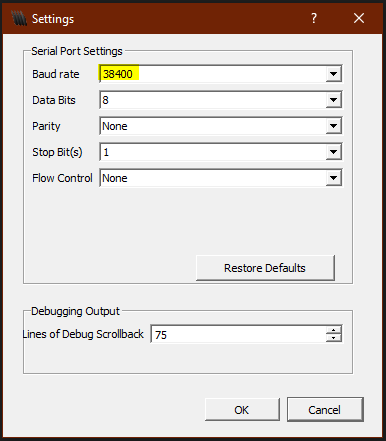 Settings
?
Serial Port Settings
Baud rate 38400
Data Bits 8
Parity None
Stop Bit(s) 1
Flow Control None
Restore Defaults
Debugging Output
Lines of Debug Scrollback 75
OK Cancel